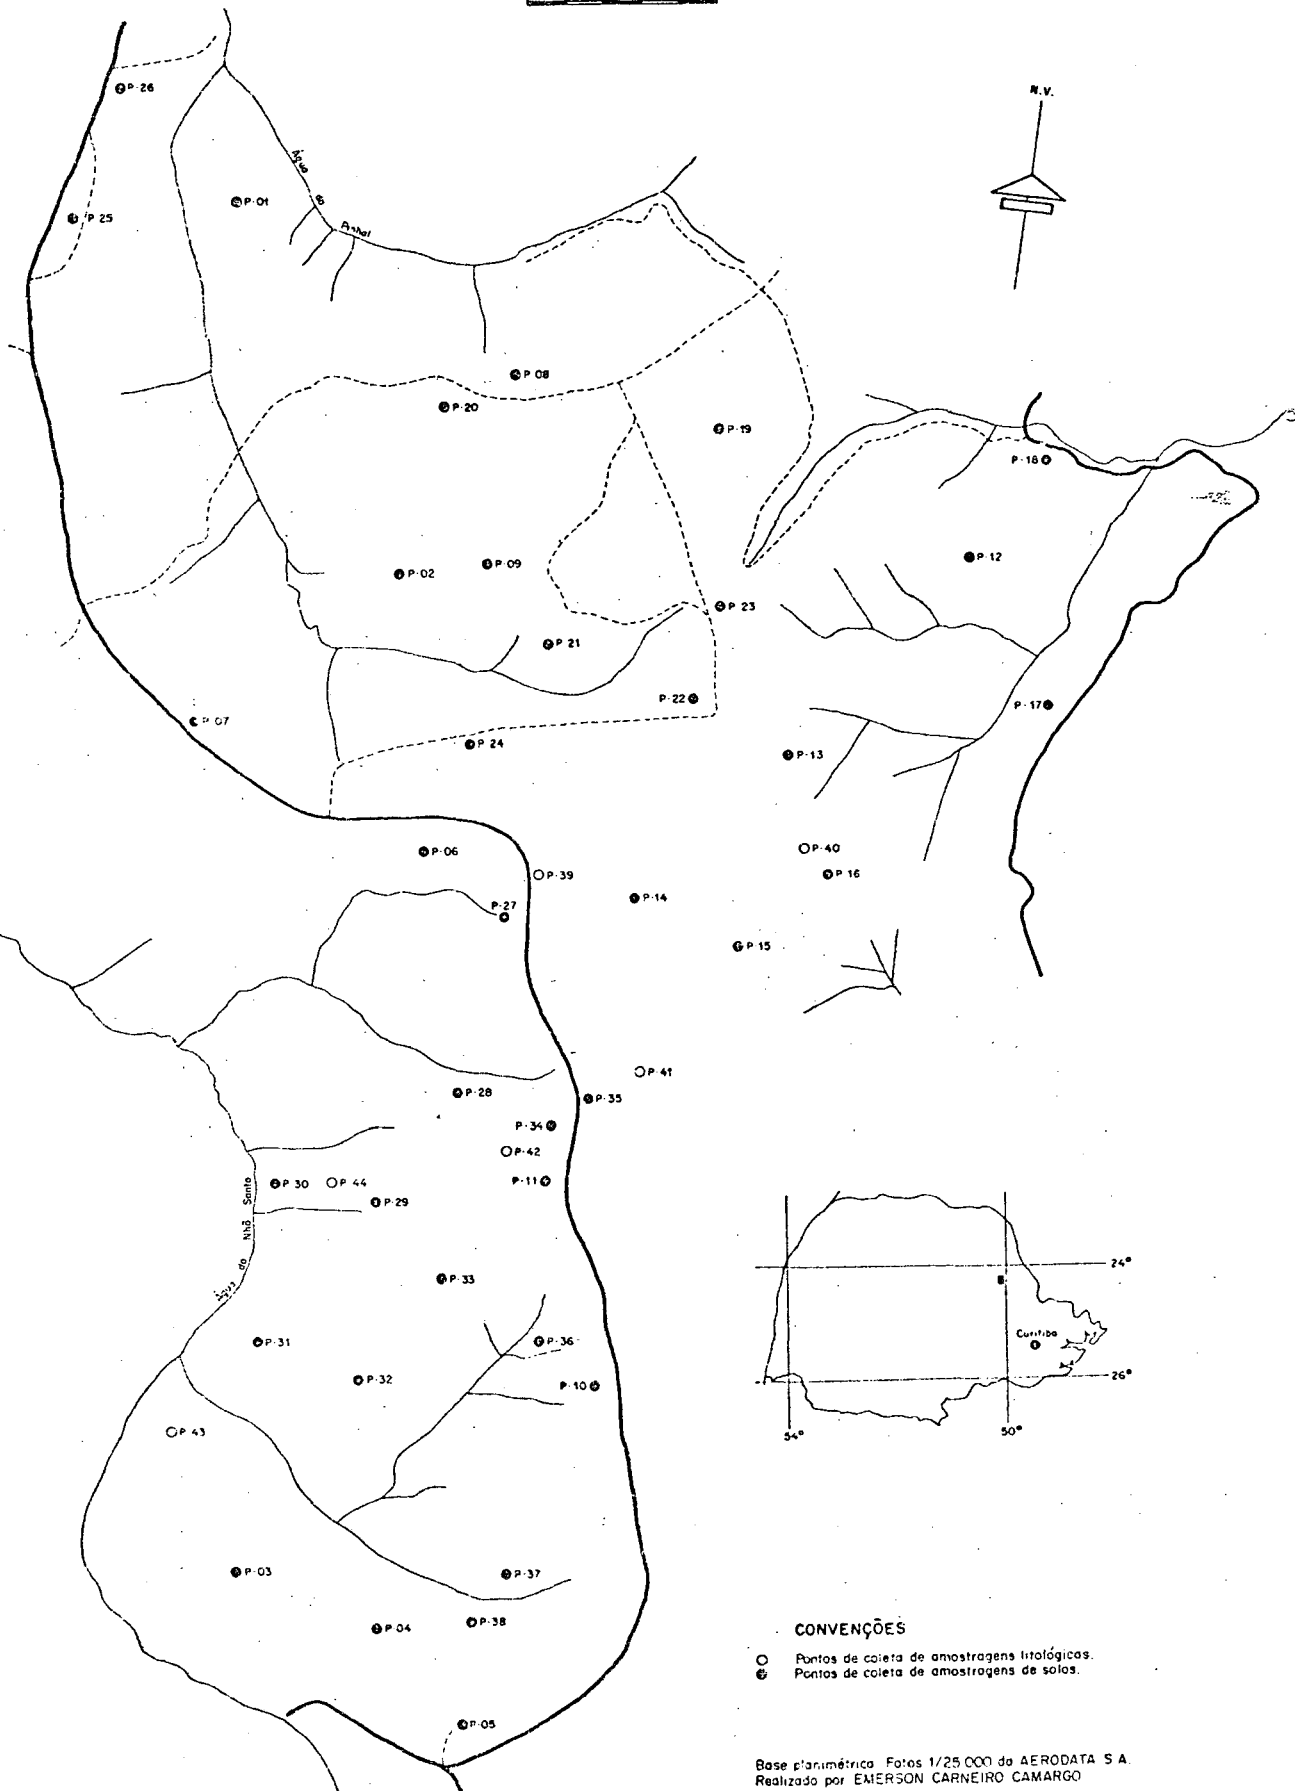 N.V.
P-26
P-25
P-01
Água do Pinhal
P-08
P-20
P-19
P-18
P-12
P-02
P-09
P-23
P-21
P-22
P-17
P-07
P-24
P-13
P-06
P-40
P-39
P-16
P-27
P-14
P-15
P-41
P-28
P-35
P-34
P-42
P-11
P-30
P-44
P-29
Água do Nhô Santo
P-33
P-31
P-36
P-32
P-10
P-43
24°
Curitiba
26°
54°
50°
P-03
P-37
P-38
P-04
P-05
CONVENÇÕES
Pontos de coleta de amostragens litológicas.
Pontos de coleta de amostragens de solos.
Base planimétrica Fotos 1/25 000 da AERODATA S A.
Realizado por EMERSON CARNEIRO CAMARGO